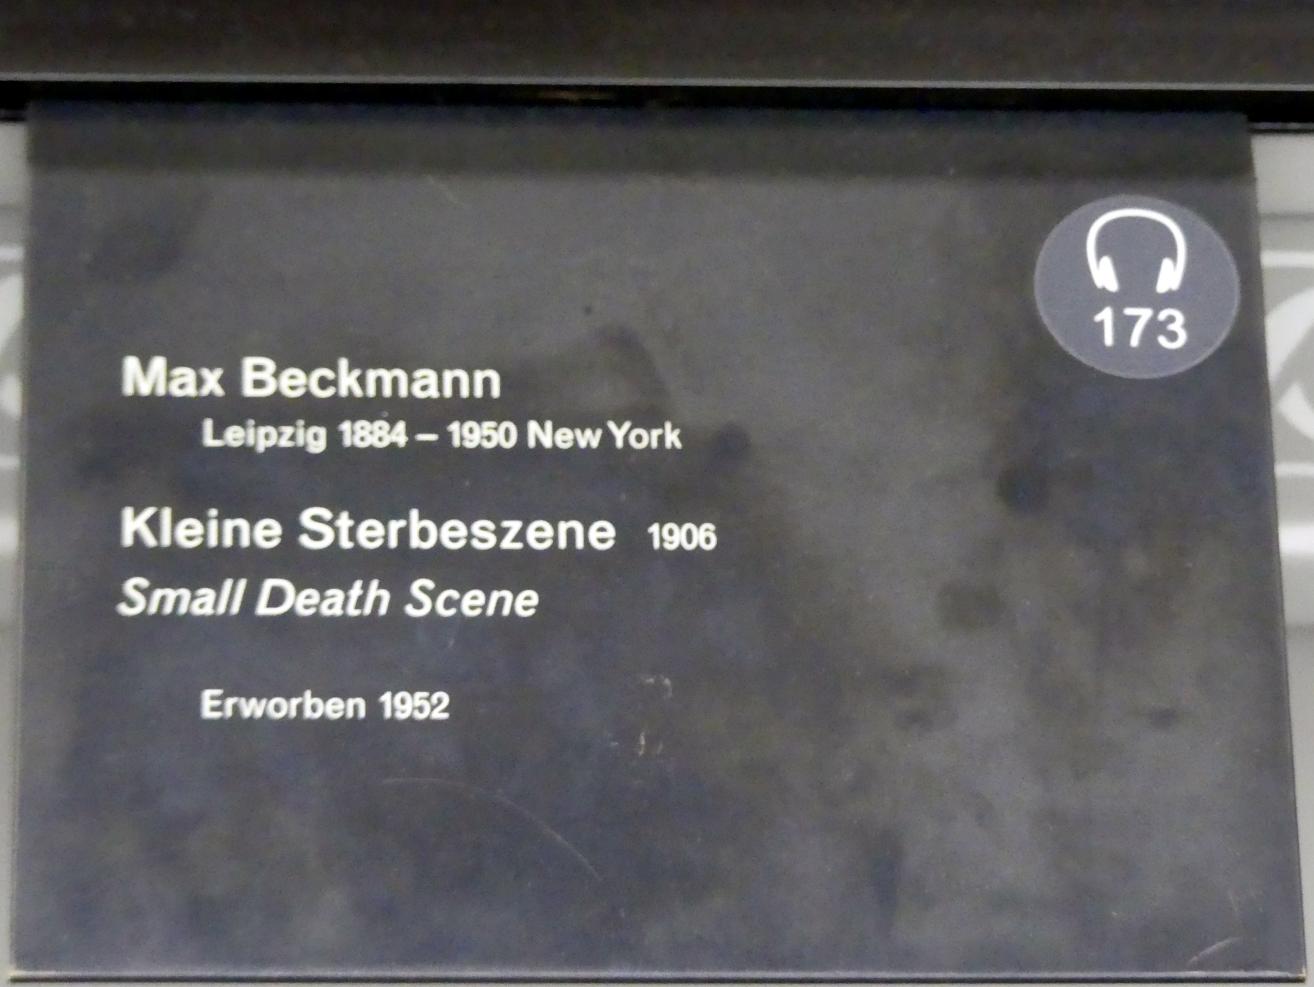 173
Max Beckmann
Leipzig 1884 – 1950 New York
Kleine Sterbeszene 1906
Small Death Scene
Erworben 1952